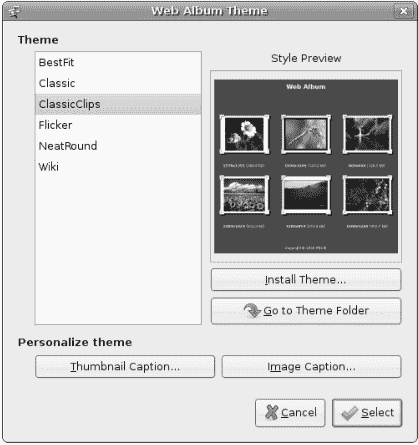 Web Album Theme
Theme
BestFit
Classic
ClassicClips
Flicker
NeatRound
Wiki
Style Preview
Web Album
Install Theme...
Go to Theme Folder
Personalize theme
Thumbnail Caption...
Image Caption...
Cancel
Select